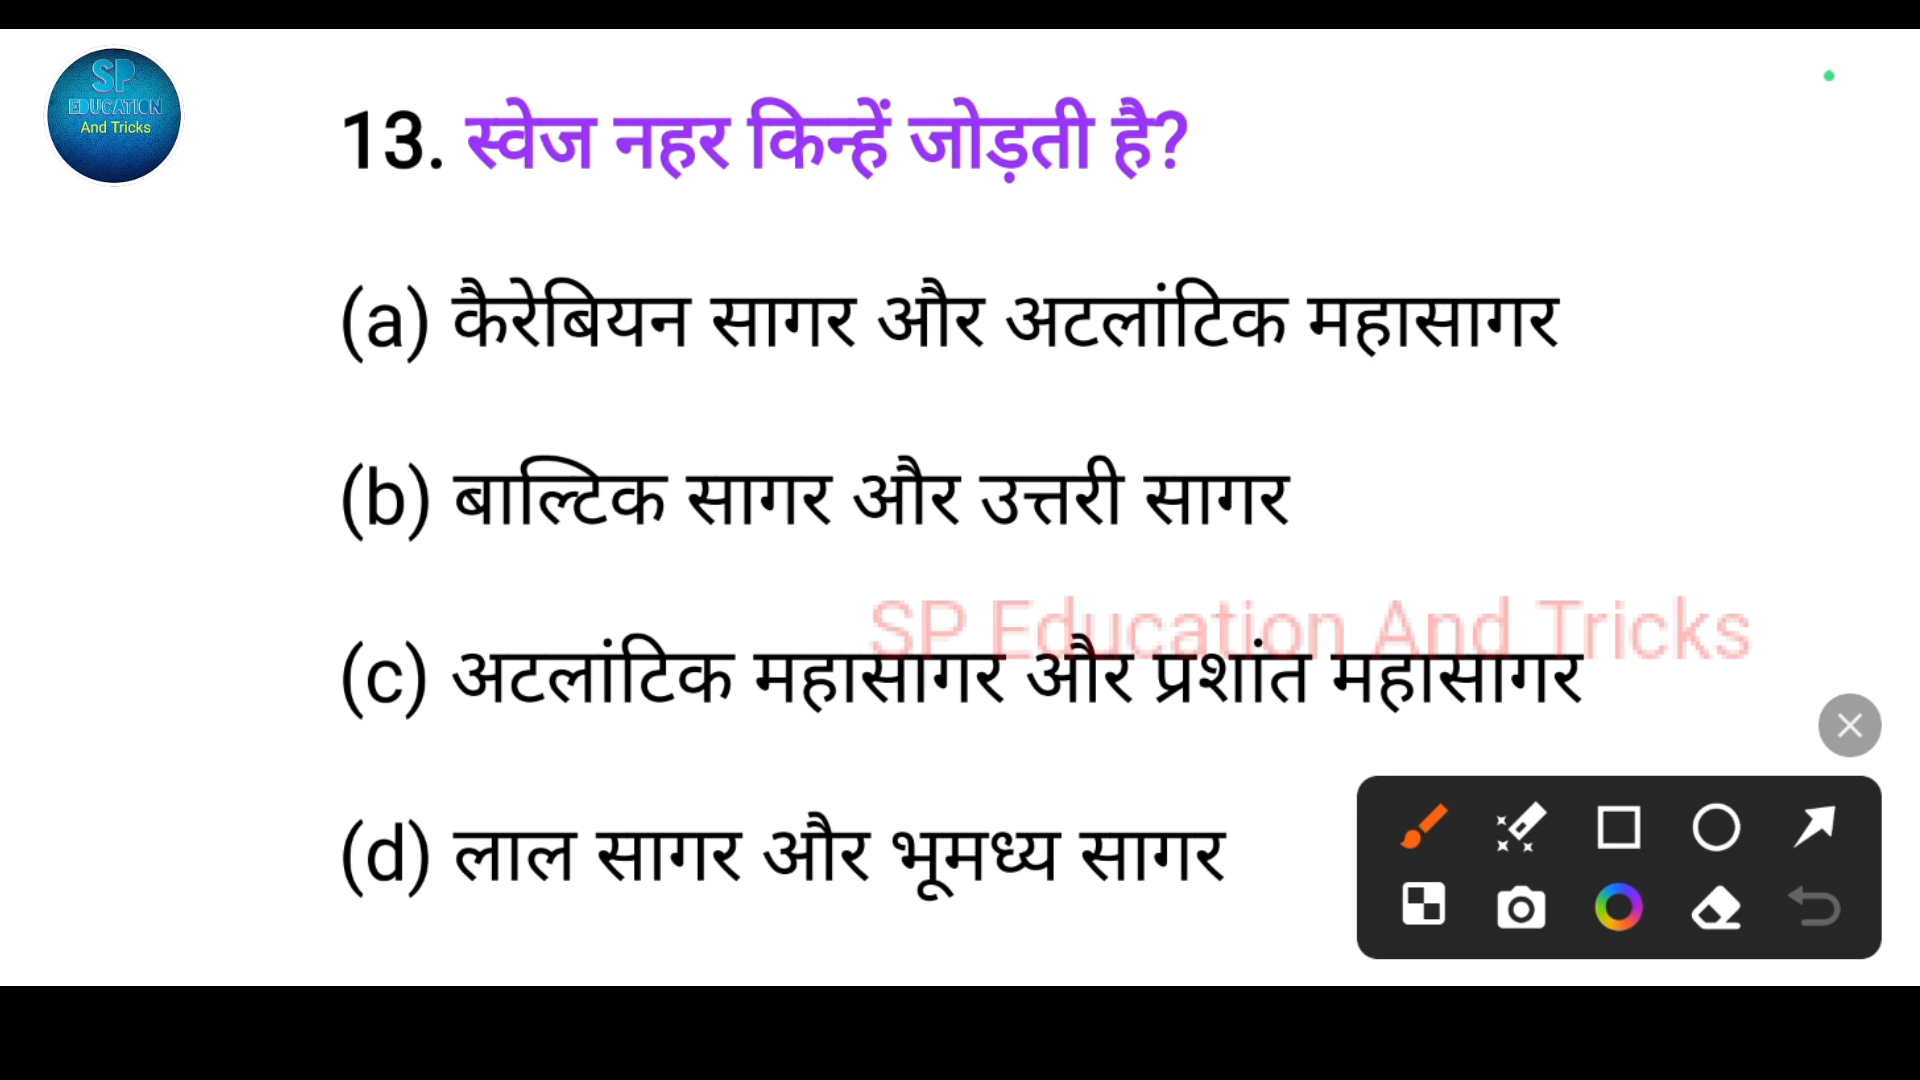 SP
EDUCATION
And Tricks
13. स्वेज नहर किन्हें जोड़ती है?
(a) कैरेबियन सागर और अटलांटिक महासागर
(b) बाल्टिक सागर और उत्तरी सागर
SP Education And Tricks
(c) अटलांटिक महासागर और प्रशांत महासागर
(d) लाल सागर और भूमध्य सागर